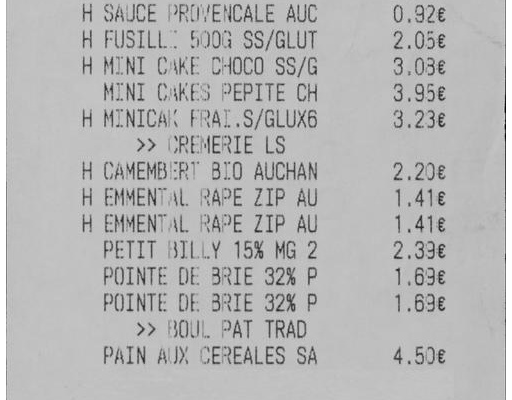 H SAUCE PROVENCALE AUC 0.92€
H FUSILLI 500G SS/GLUT 2.05€
H MINI CAKE CHOCO SS/G 3.08€
MINI CAKES PEPITE CH 3.95€
H MINICAK FRAI.S/GLUX6 3.23€
>> CREMERIE LS
H CAMEMBERT BIO AUCHAN 2.20€
H EMMENTAL RAPE ZIP AU 1.41€
H EMMENTAL RAPE ZIP AU 1.41€
PETIT BILLY 15% MG 2 2.39€
POINTE DE BRIE 32% P 1.69€
POINTE DE BRIE 32% P 1.69€
>> BOUL PAT TRAD
PAIN AUX CEREALES SA 4.50€